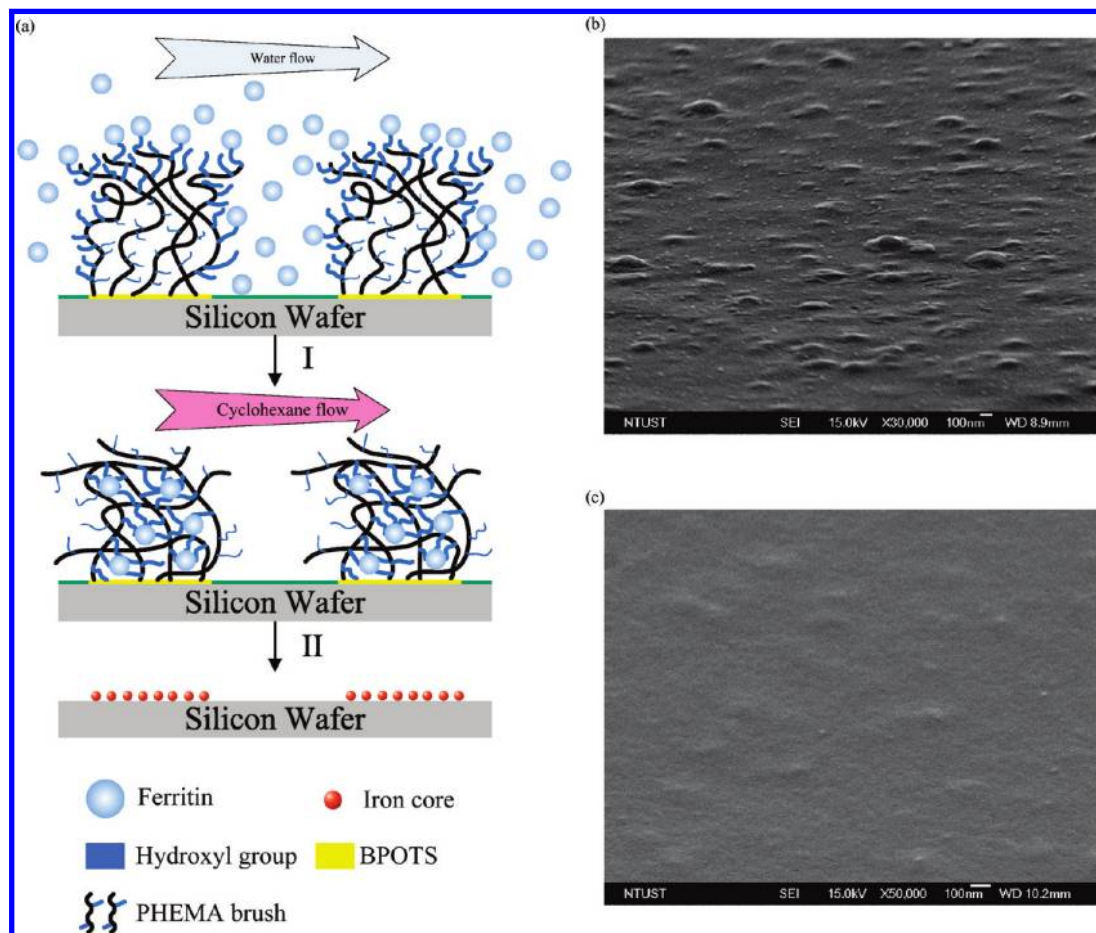 (a)
Water flow
Silicon Wafer
I
Cyclohexane flow
Silicon Wafer
II
Silicon Wafer
Ferritin
Iron core
Hydroxyl group
BPOTS
PHEMA brush
(b)
NTUST SEI 15.0kV X30,000 100nm WD 8.9mm
(c)
NTUST SEI 15.0kV X50,000 100nm WD 10.2mm